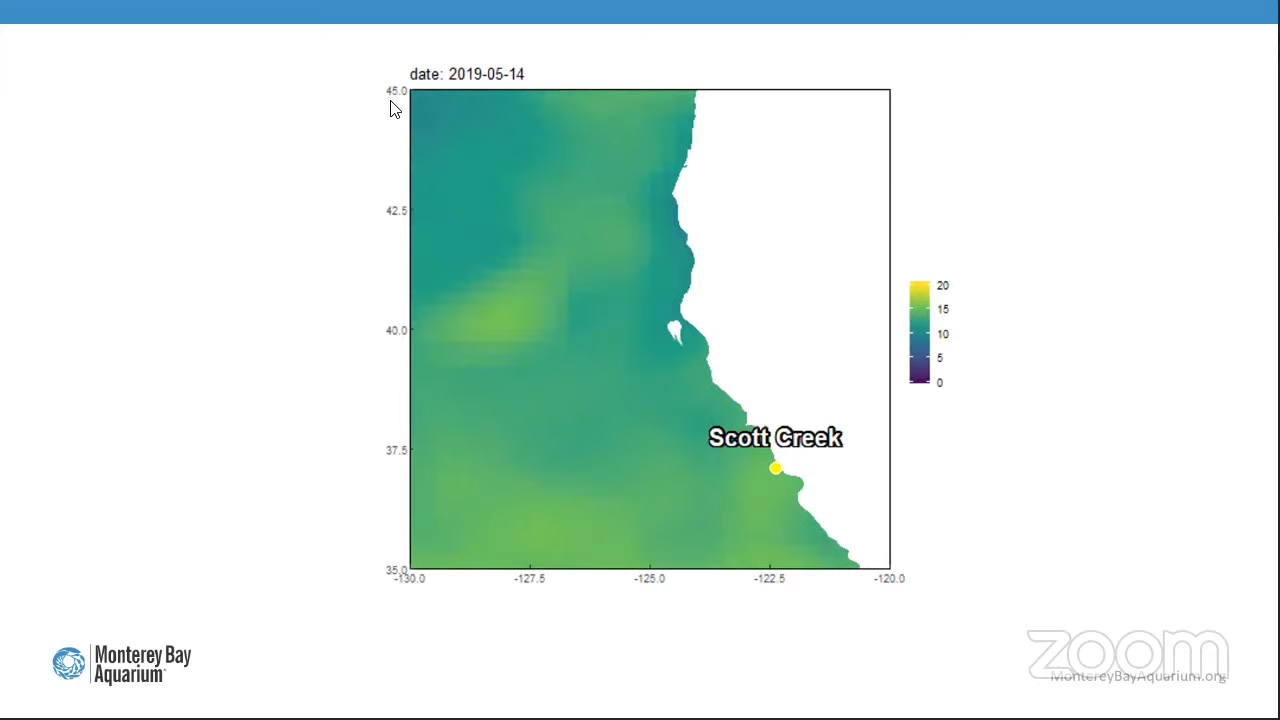 date: 2019-05-14
45.0
42.5
40.0
37.5
35.0
-130.0
-127.5
-125.0
-122.5
-120.0
20
15
10
5
0
Scott Creek
Monterey Bay
Aquarium
zoom
MontereyBayAquarium.org